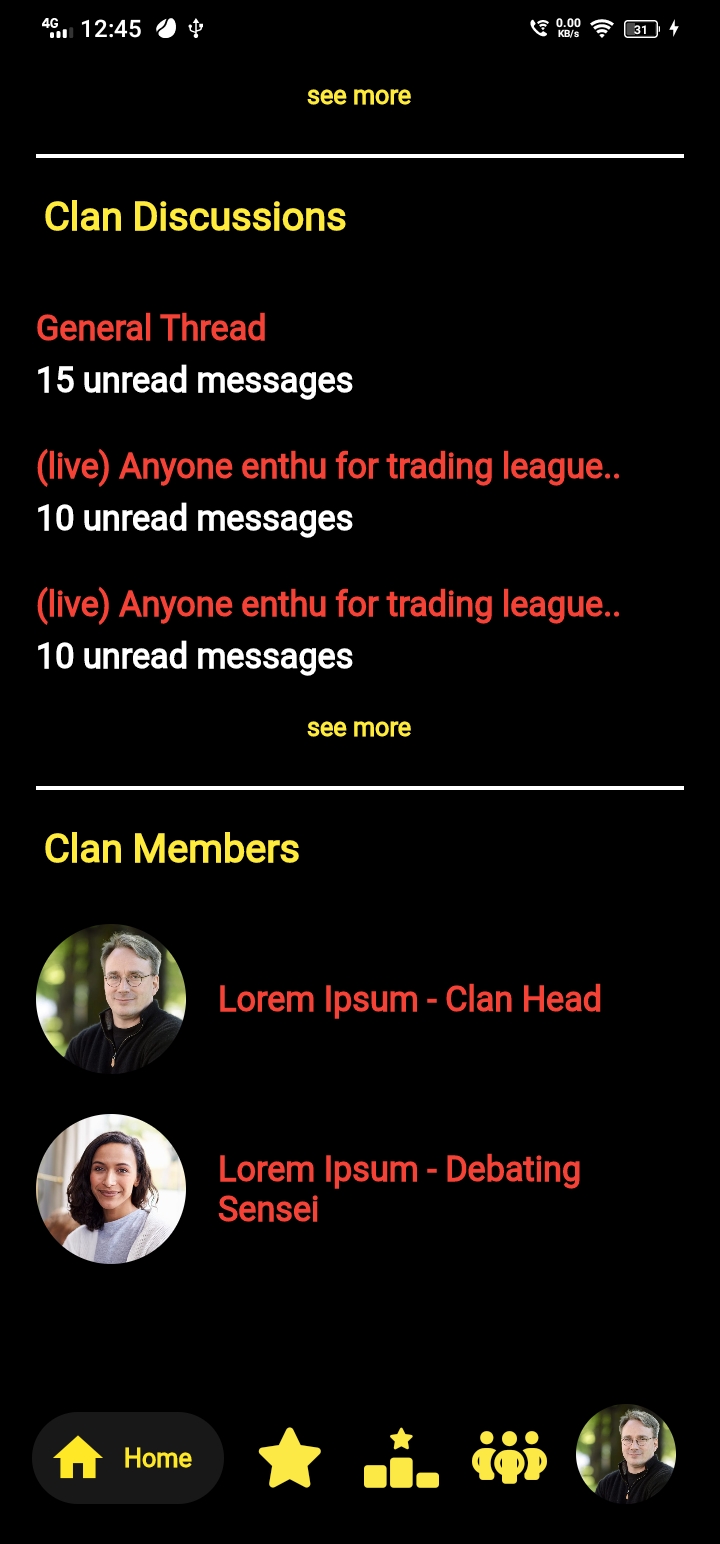 4G 12:45 0.00 KB/s 31
see more
Clan Discussions
General Thread
15 unread messages
(live) Anyone enthu for trading league..
10 unread messages
(live) Anyone enthu for trading league..
10 unread messages
see more
Clan Members
Lorem Ipsum - Clan Head
Lorem Ipsum - Debating
Sensei
Home